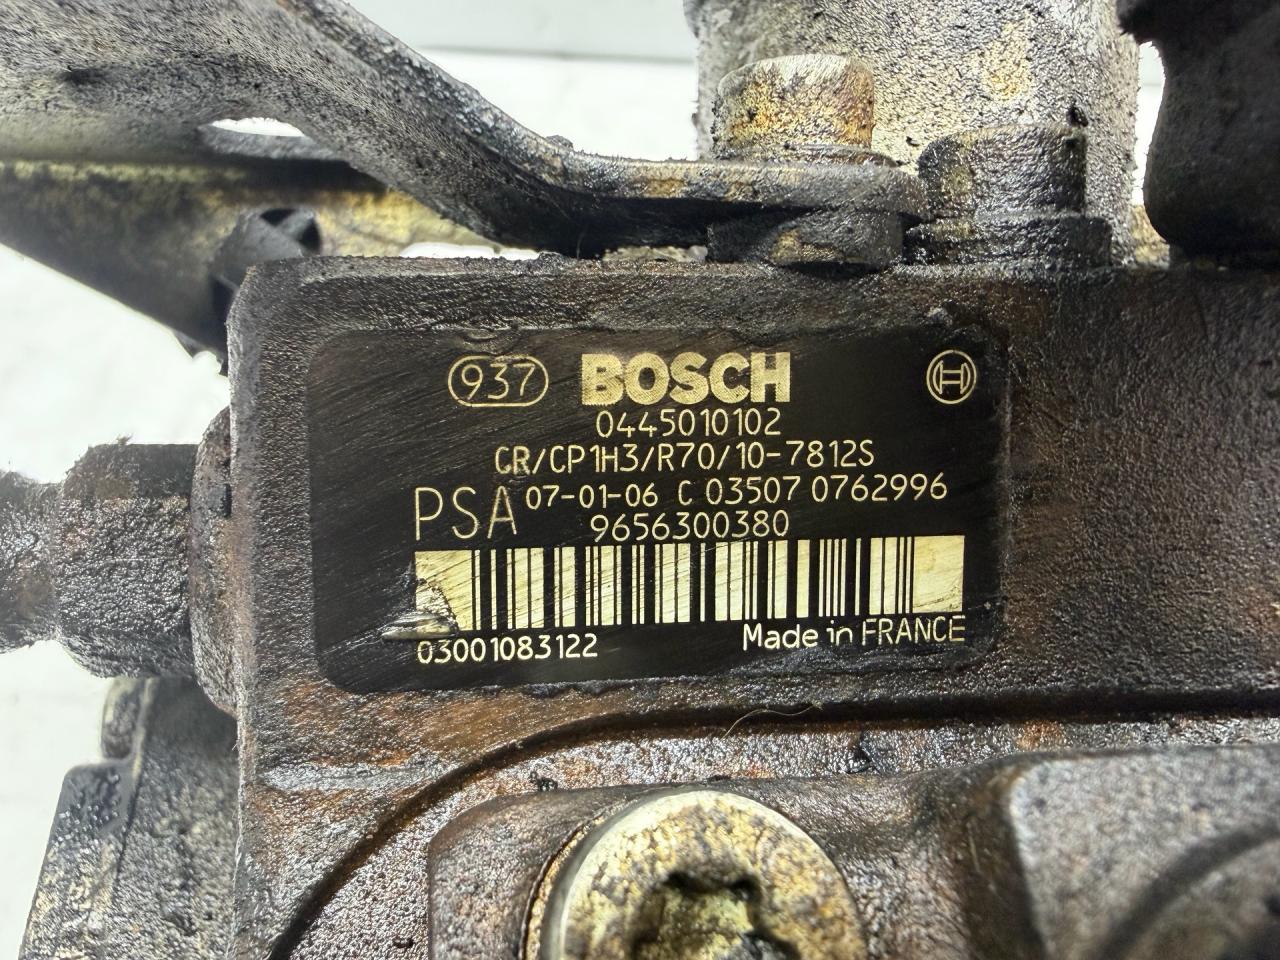 937 BOSCH
0445010102
CR/CP1H3/R70/10-7812S
PSA 07-01-06 C 03507 0762996
9656300380
03001083122 Made in FRANCE